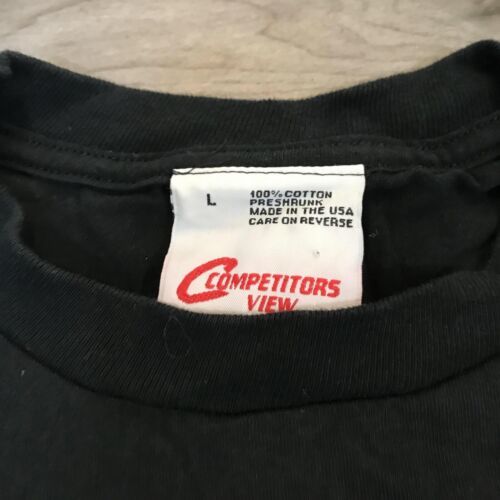 L
100% COTTON
PRESHRUNK
MADE IN THE USA
CARE ON REVERSE
COMPETITORS
VIEW